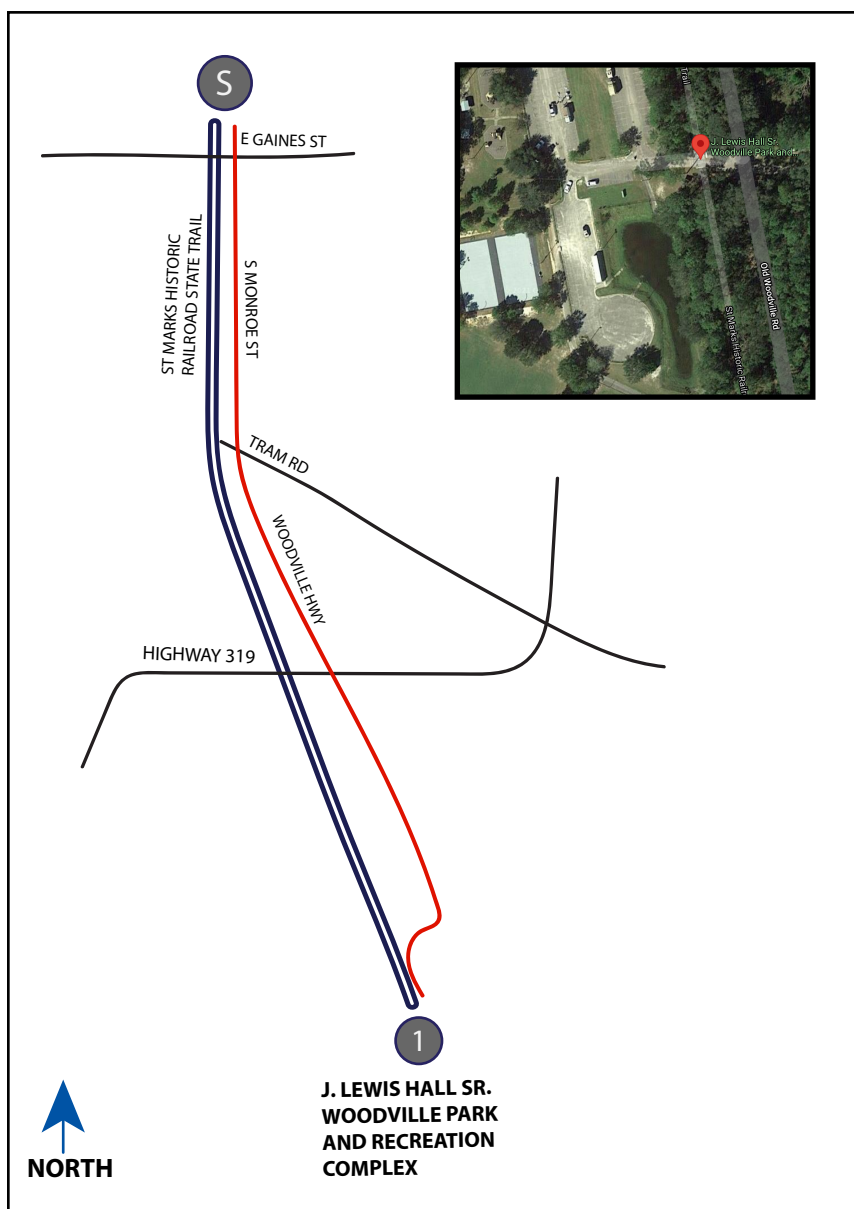 S
E GAINES ST
ST MARKS HISTORIC
RAILROAD STATE TRAIL
S MONROE ST
Trail
J. Lewis Hall Sr.
Woodville Park and...
Old Woodville Rd
St Marks Historic Railr
TRAM RD
WOODVILLE HWY
HIGHWAY 319
1
J. LEWIS HALL SR.
WOODVILLE PARK
AND RECREATION
COMPLEX
NORTH